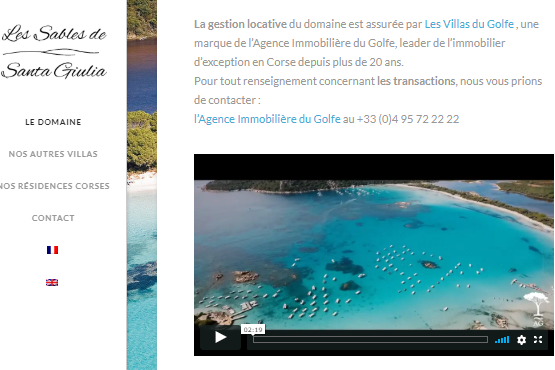 Les Sables de
Santa Giulia
LE DOMAINE
NOS AUTRES VILLAS
NOS RÉSIDENCES CORSES
CONTACT
La gestion locative du domaine est assurée par Les Villas du Golfe , une
marque de l'Agence Immobilière du Golfe, leader de l'immobilier
d'exception en Corse depuis plus de 20 ans.
Pour tout renseignement concernant les transactions, nous vous prions
de contacter :
l'Agence Immobilière du Golfe au +33 (0)4 95 72 22 22
AG
02:19